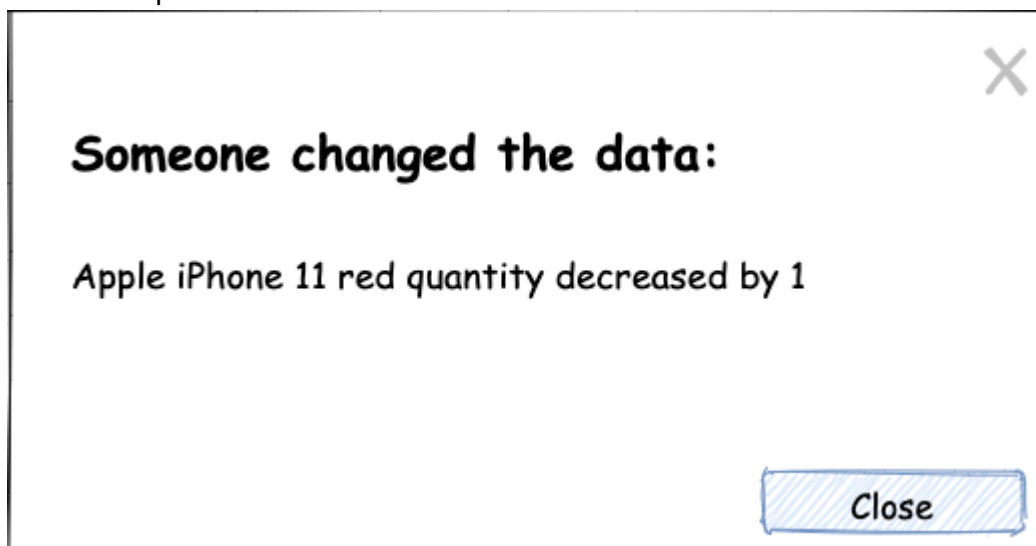 Someone changed the data:
Apple iPhone 11 red quantity decreased by 1
Close